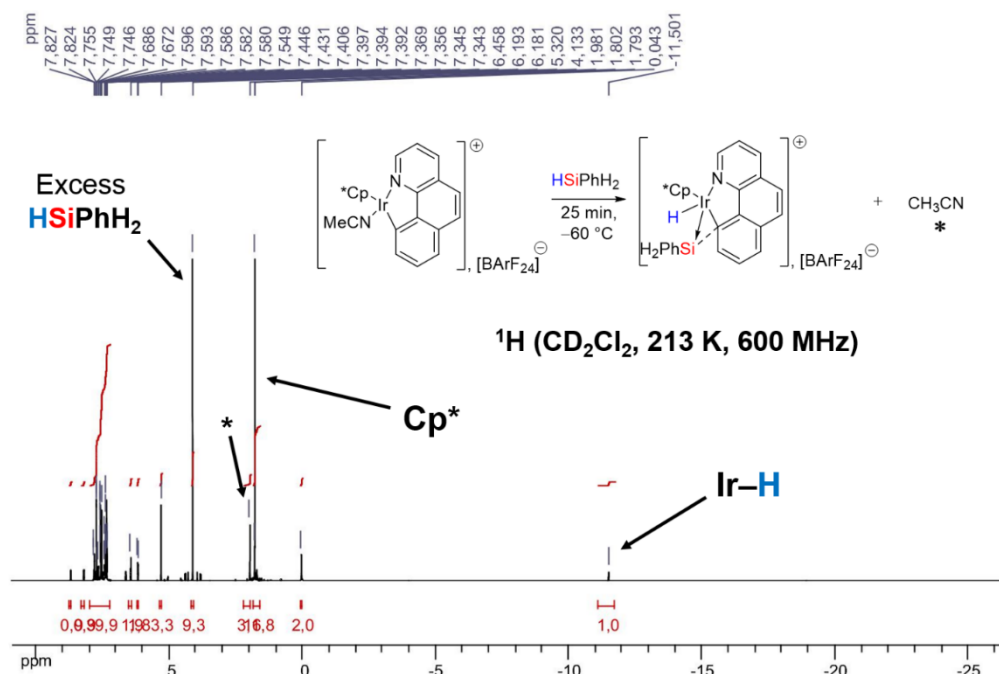 ppm
7,827
7,824
7,755
7,749
7,746
7,686
7,672
7,596
7,593
7,586
7,582
7,580
7,549
7,446
7,431
7,406
7,397
7,394
7,392
7,369
7,356
7,345
7,343
6,458
6,193
6,181
5,320
4,133
1,981
1,802
1,793
0,043
-11,501
Excess
HSiPhH₂
*Cp
Ir
N
MeCN
⊕
, [BArF₂₄]
⊖
HSiPhH₂
25 min,
–60 °C
*Cp
Ir
N
H
H₂PhSi
⊕
, [BArF₂₄]
⊖
+
CH₃CN
*
¹H (CD₂Cl₂, 213 K, 600 MHz)
Cp*
*
Ir–H
9,3
2,0
1,0
ppm
5
0
-5
-10
-15
-20
-25